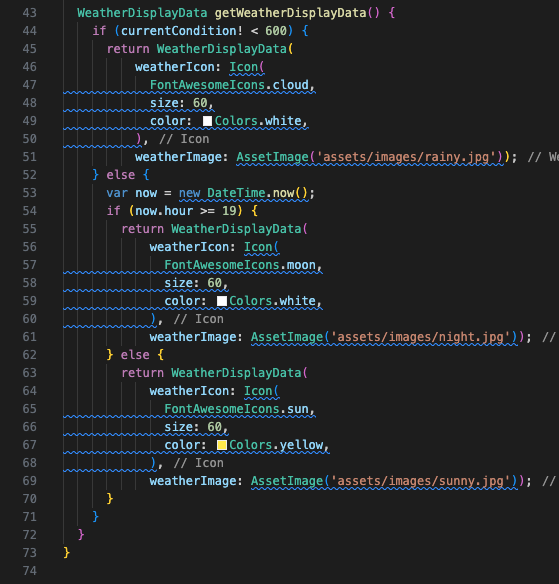 43 WeatherDisplayData getWeatherDisplayData() {
44 if (currentCondition! < 600) {
45 return WeatherDisplayData(
46 weatherIcon: Icon(
47 FontAwesomeIcons.cloud,
48 size: 60,
49 color: Colors.white,
50 ), // Icon
51 weatherImage: AssetImage('assets/images/rainy.jpg')); // We
52 } else {
53 var now = new DateTime.now();
54 if (now.hour >= 19) {
55 return WeatherDisplayData(
56 weatherIcon: Icon(
57 FontAwesomeIcons.moon,
58 size: 60,
59 color: Colors.white,
60 ), // Icon
61 weatherImage: AssetImage('assets/images/night.jpg')); //
62 } else {
63 return WeatherDisplayData(
64 weatherIcon: Icon(
65 FontAwesomeIcons.sun,
66 size: 60,
67 color: Colors.yellow,
68 ), // Icon
69 weatherImage: AssetImage('assets/images/sunny.jpg')); //
70 }
71 }
72 }
73 }
74